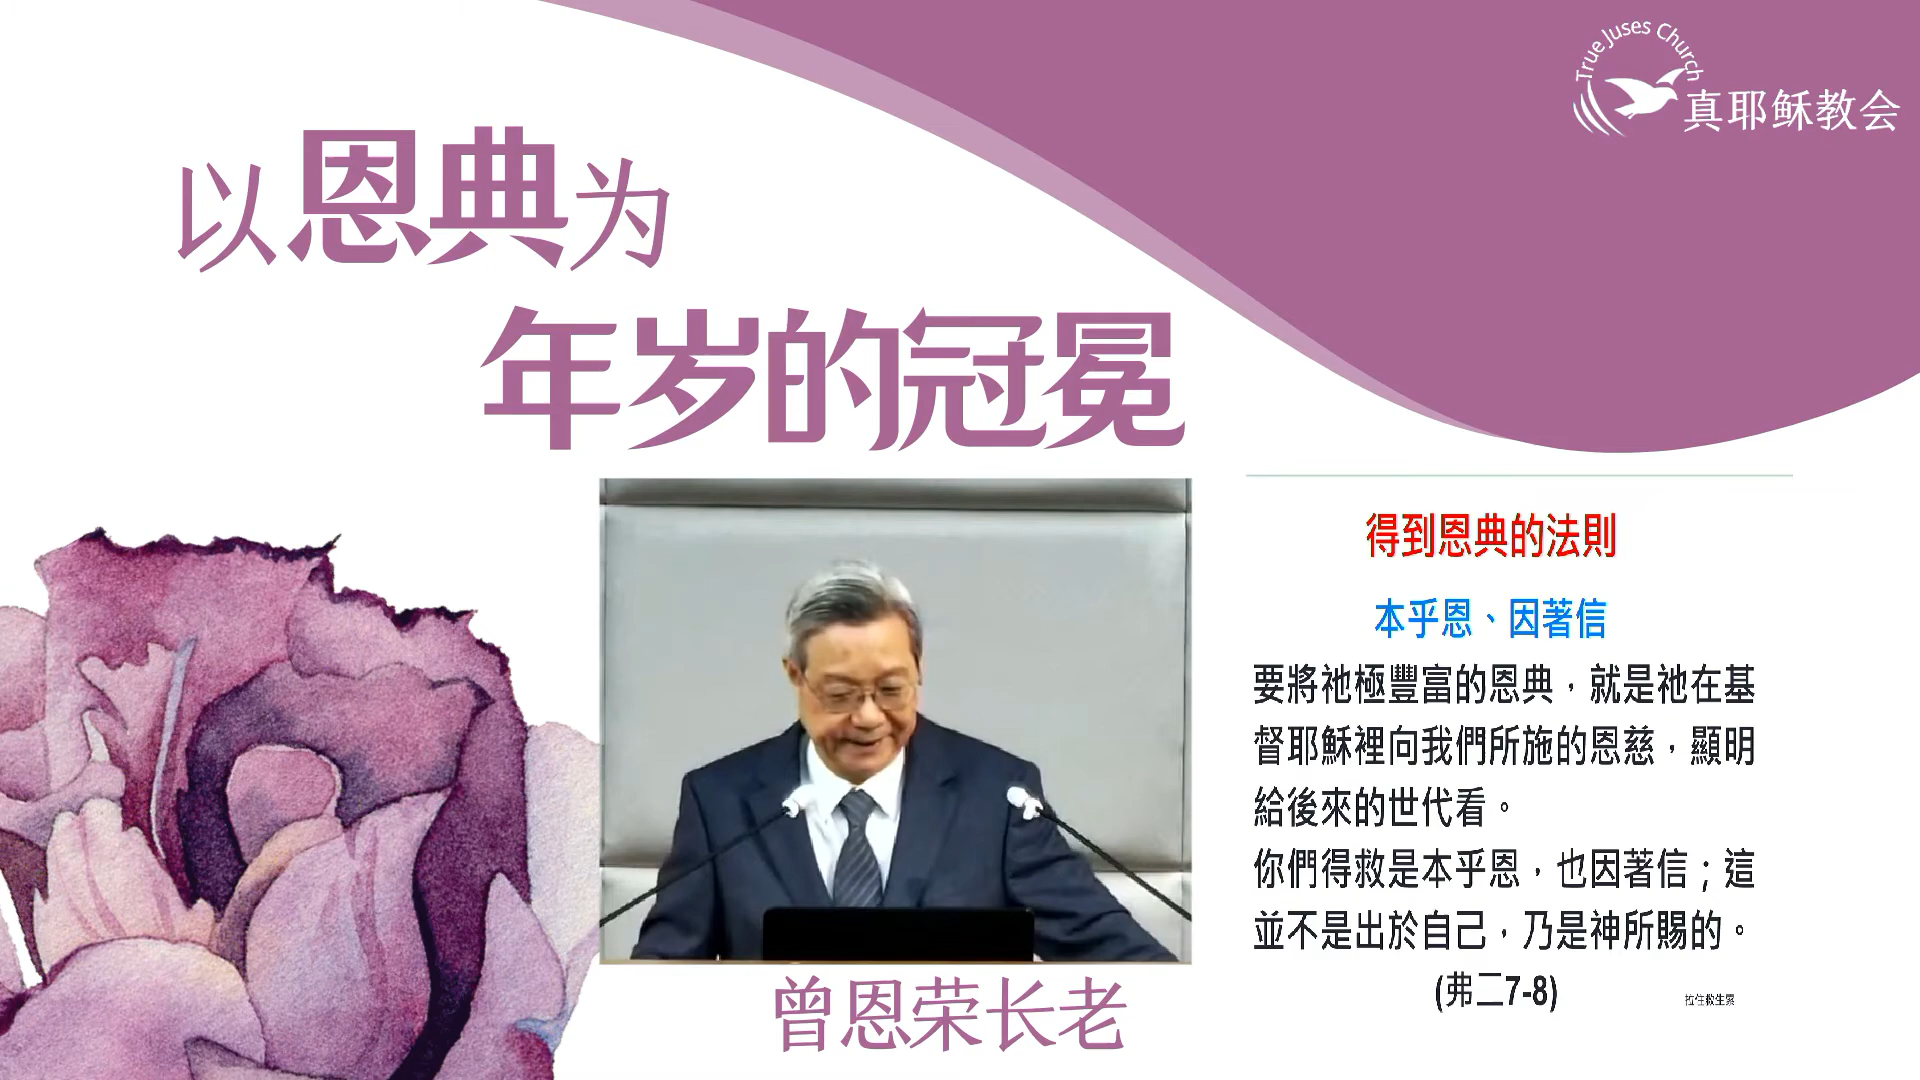 True Juses Church
真耶稣教会
以恩典为
年岁的冠冕
得到恩典的法則
本乎恩、因著信
要將祂極豐富的恩典，就是祂在基
督耶穌裡向我們所施的恩慈，顯明
給後來的世代看。
你們得救是本乎恩，也因著信；這
並不是出於自己，乃是神所賜的。
(弗二7-8)
拉住救生索
曾恩荣长老